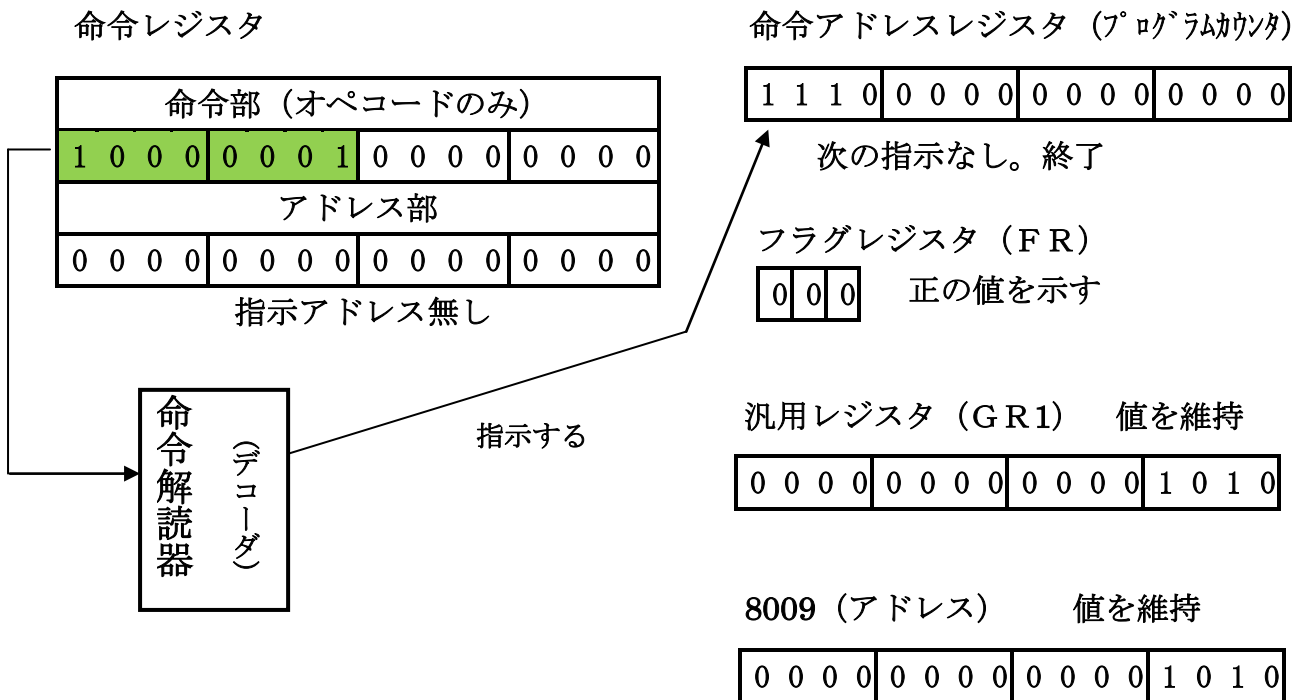 命令レジスタ
命令部（オペコードのみ）
1 0 0 0 0 0 0 1 0 0 0 0 0 0 0 0
アドレス部
0 0 0 0 0 0 0 0 0 0 0 0 0 0 0 0
指示アドレス無し
命令解読器
（デコーダ）
指示する
命令アドレスレジスタ（ﾌﾟﾛｸﾞﾗﾑｶｳﾝﾀ）
1 1 1 0 0 0 0 0 0 0 0 0 0 0 0 0
次の指示なし。終了
フラグレジスタ（ＦＲ）
0 0 0 正の値を示す
汎用レジスタ（ＧＲ1） 値を維持
0 0 0 0 0 0 0 0 0 0 0 0 1 0 1 0
8009（アドレス） 値を維持
0 0 0 0 0 0 0 0 0 0 0 0 1 0 1 0